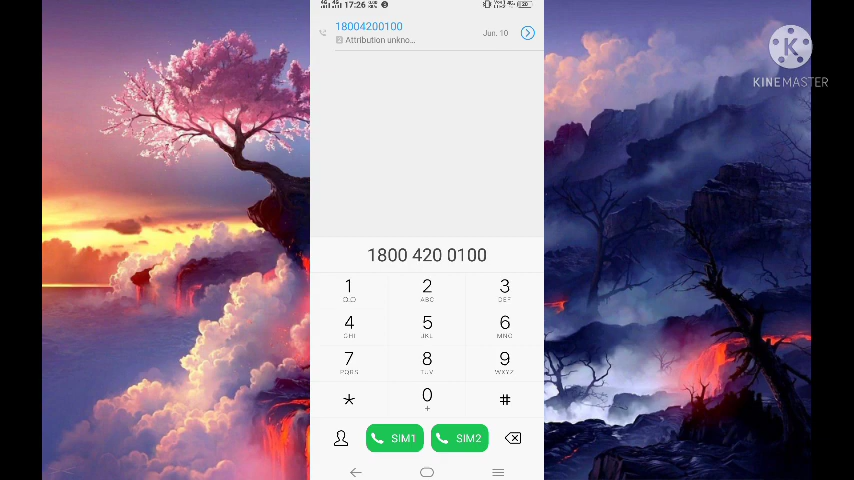 17:26
18004200100
Attribution unkno...
Jun. 10
K
KINEMASTER
1800 420 0100
1
2
ABC
3
DEF
4
GHI
5
JKL
6
MNO
7
PQRS
8
TUV
9
WXYZ
*
0
+
#
SIM1
SIM2